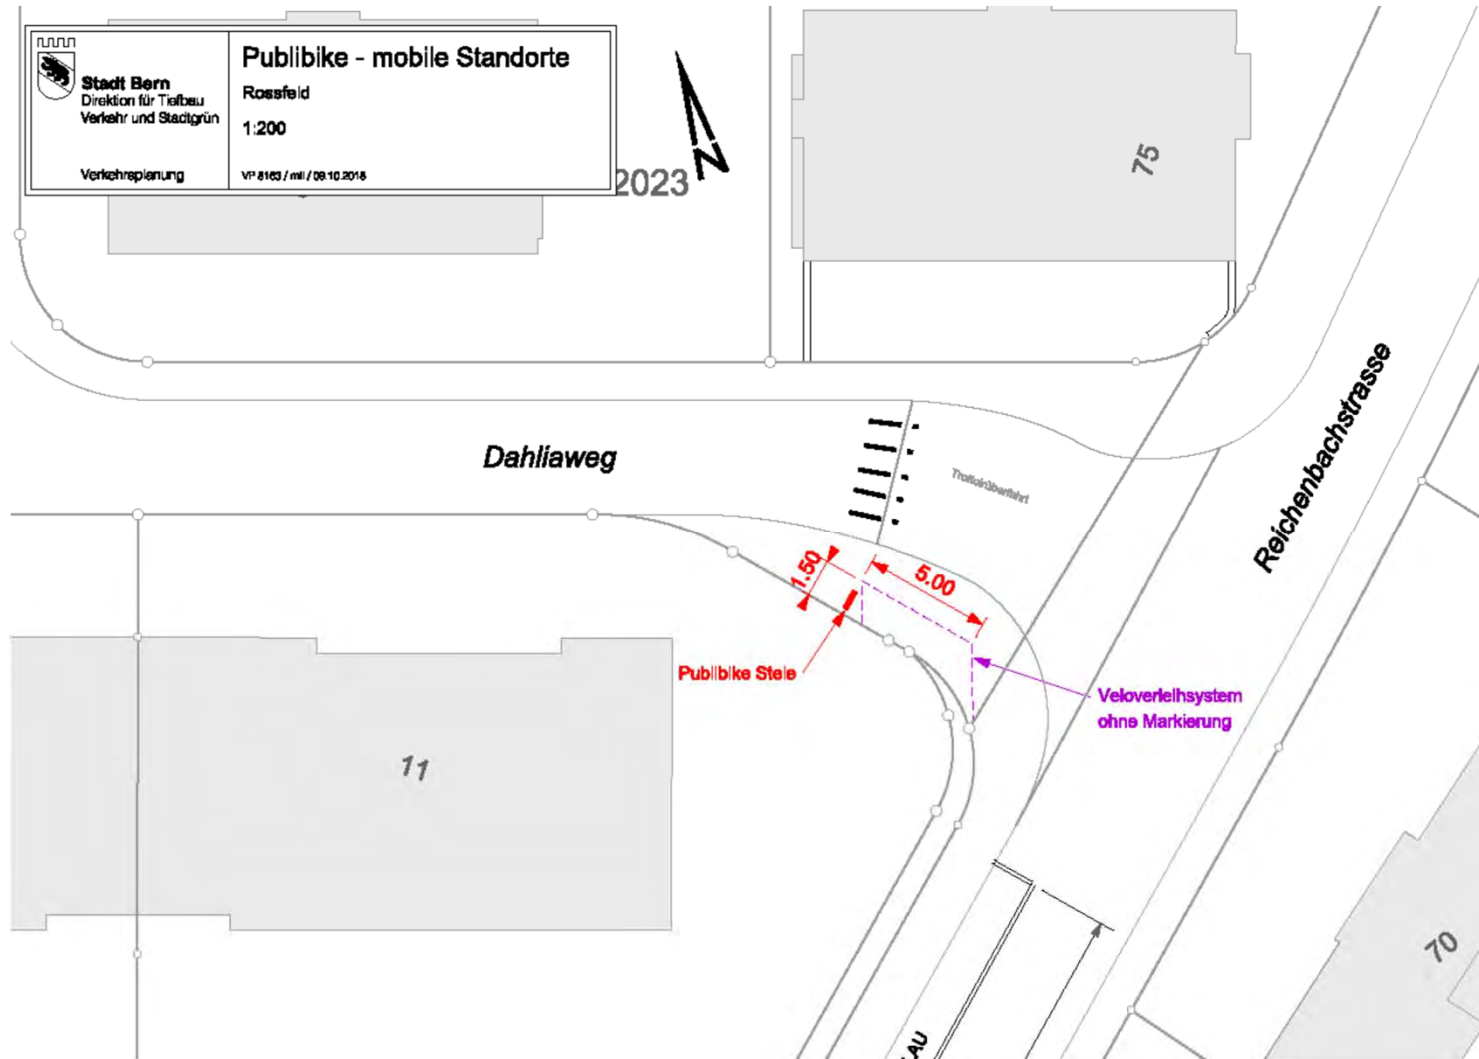 Stadt Bern
Direktion für Tiefbau
Verkehr und Stadtgrün
Verkehrsplanung
Publibike - mobile Standorte
Rossfeld
1:200
VP 8163 / mil / 09.10.2018
2023
N
75
Dahliaweg
Trottoirüberfahrt
Reichenbachstrasse
1.50
5.00
Publibike Stele
Veloverleihsystem
ohne Markierung
11
70
LAU